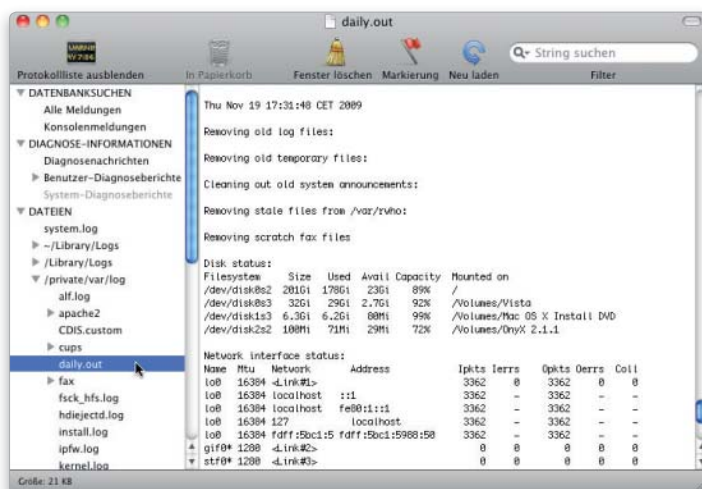 daily.out
Protokollliste ausblenden
In Papierkorb
Fenster löschen
Markierung
Neu laden
String suchen
Filter
DATENBANKSUCHEN
Alle Meldungen
Konsolenmeldungen
DIAGNOSE-INFORMATIONEN
Diagnosenachrichten
Benutzer-Diagnoseberichte
System-Diagnoseberichte
DATEIEN
system.log
~/Library/Logs
/Library/Logs
/private/var/log
alf.log
apache2
CDIS.custom
cups
daily.out
fax
fsck_hfs.log
hdiejectd.log
install.log
ipfw.log
kernel.log
Thu Nov 19 17:31:48 CET 2009
Removing old log files:
Removing old temporary files:
Cleaning out old system announcements:
Removing stale files from /var/rwho:
Removing scratch fax files
Disk status:
Filesystem Size Used Avail Capacity Mounted on
/dev/disk0s2 201Gi 178Gi 23Gi 89% /
/dev/disk0s3 32Gi 29Gi 2.7Gi 92% /Volumes/Vista
/dev/disk1s3 6.3Gi 6.2Gi 80Mi 99% /Volumes/Mac OS X Install DVD
/dev/disk2s2 100Mi 71Mi 29Mi 72% /Volumes/OnyX 2.1.1
Network interface status:
Name Mtu Network Address Ipkts Ierrs Opkts Oerrs Coll
lo0 16384 <Link#1> 3362 0 3362 0 0
lo0 16384 localhost ::1 3362 - 3362 - -
lo0 16384 localhost fe80:1::1 3362 - 3362 - -
lo0 16384 127 localhost 3362 - 3362 - -
lo0 16384 fdff:5bc1:5 fdff:5bc1:5988:50 3362 - 3362 - -
gif0* 1280 <Link#2> 0 0 0 0 0
stf0* 1280 <Link#3> 0 0 0 0 0
Größe: 21 KB